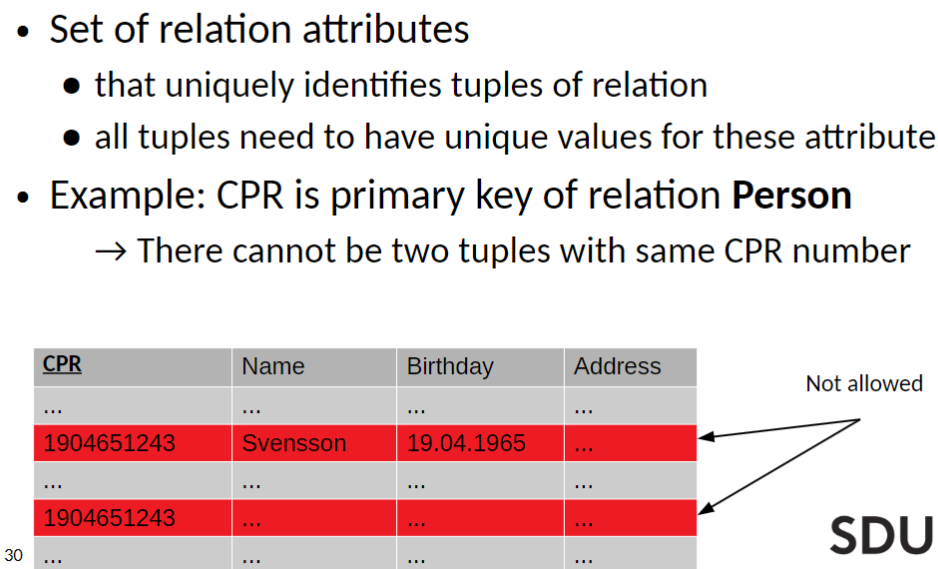 • Set of relation attributes
● that uniquely identifies tuples of relation
● all tuples need to have unique values for these attribute
• Example: CPR is primary key of relation Person
→ There cannot be two tuples with same CPR number
CPR Name Birthday Address
... ... ... ...
1904651243 Svensson 19.04.1965 ...
... ... ... ...
1904651243 ... ... ...
... ... ... ...
Not allowed
30
SDU